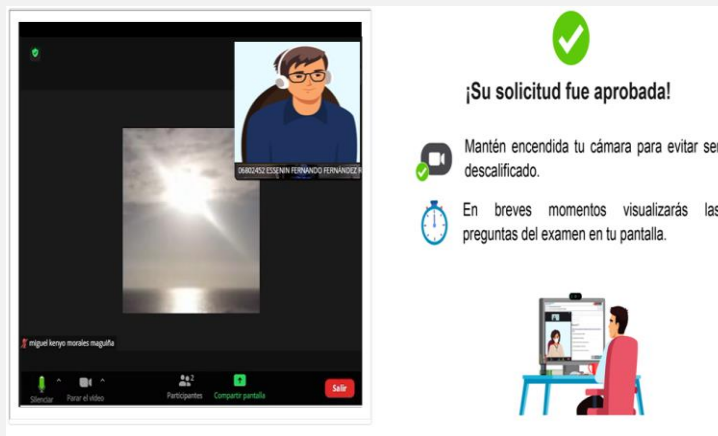 06802452 ESSENIN FERNANDO FERNÁNDEZ R
miguel kenyo morales maguiña
Silenciar
Parar el vídeo
2
Participantes
Compartir pantalla
Salir
¡Su solicitud fue aprobada!
Mantén encendida tu cámara para evitar ser
descalificado.
En breves momentos visualizarás las
preguntas del examen en tu pantalla.